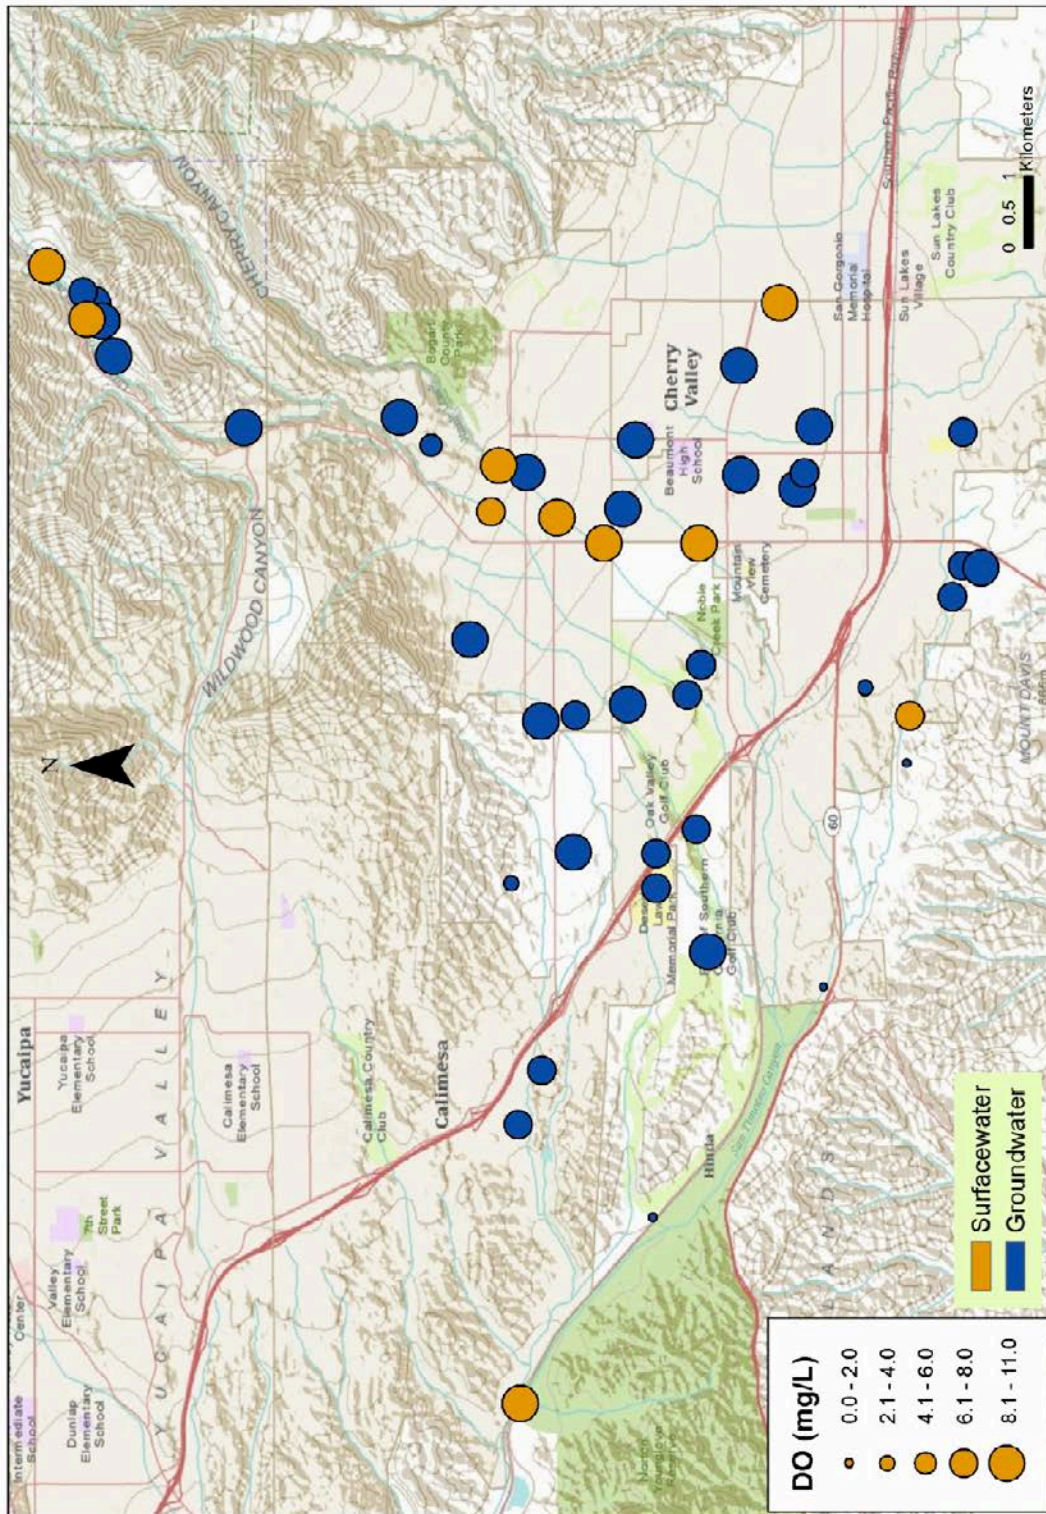 N
Yucaipa
Yucaipa
Elementary
School
Calimesa
Elementary
School
Calimesa Country
Club
Calimesa
7th
Street
Park
Valley
Elementary
School
Center
Intermediate
School
Dunlap
Elementary
School
YUCAIPA VALLEY
WILDWOOD CANYON
CHERRY CANYON
Bogart
County
Park
Cherry
Valley
Beaumont
High
School
Mountain
View
Cemetery
Noble
Creek Park
Oak Valley
Golf Club
Memorial Park
Southern
Golf Club
Hinda
San Timoteo Canyon
San Gorgonio
Memorial
Hospital
Sun Lakes
Village
Sun Lakes
Country Club
Southern Pacific Railroad
MOUNT DAVIS
60
LANDS
0 0.5 1
Kilometers
Surfacewater
Groundwater
DO (mg/L)
0.0 - 2.0
2.1 - 4.0
4.1 - 6.0
6.1 - 8.0
8.1 - 11.0